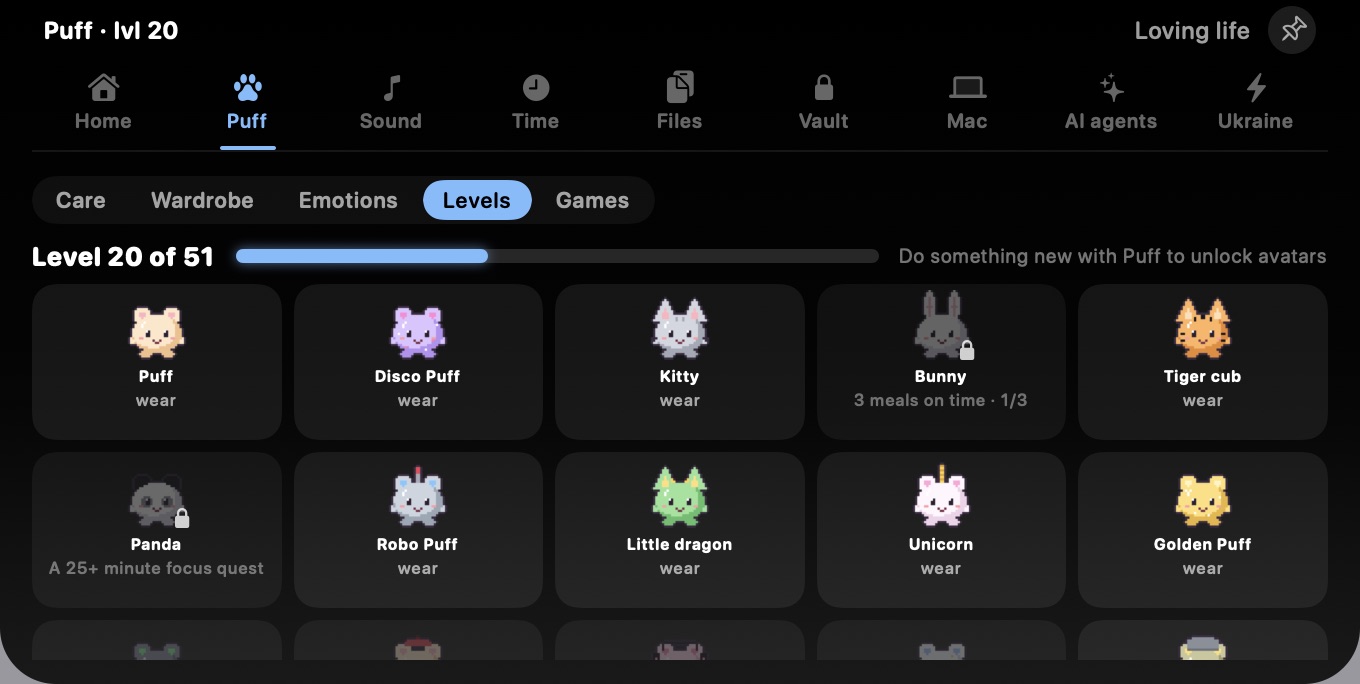 Puff · lvl 20
Loving life
Home
Puff
Sound
Time
Files
Vault
Mac
AI agents
Ukraine
Care
Wardrobe
Emotions
Levels
Games
Level 20 of 51
Do something new with Puff to unlock avatars
Puff
wear
Disco Puff
wear
Kitty
wear
Bunny
3 meals on time · 1/3
Tiger cub
wear
Panda
A 25+ minute focus quest
Robo Puff
wear
Little dragon
wear
Unicorn
wear
Golden Puff
wear